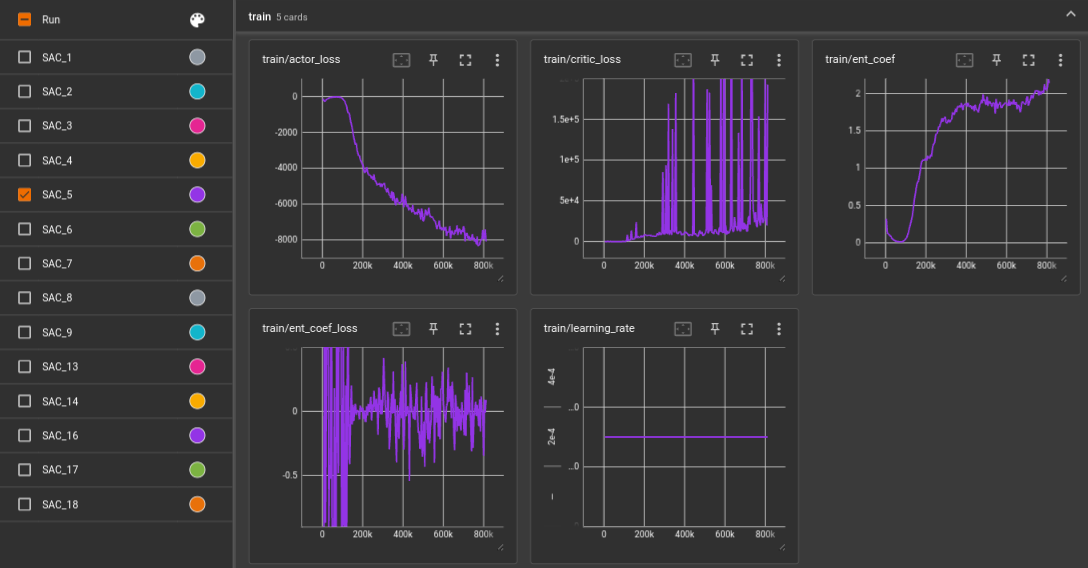 Run
SAC_1
SAC_2
SAC_3
SAC_4
SAC_5
SAC_6
SAC_7
SAC_8
SAC_9
SAC_13
SAC_14
SAC_16
SAC_17
SAC_18
train 5 cards
train/actor_loss
0
-2000
-4000
-6000
-8000
0 200k 400k 600k 800k
train/critic_loss
1.5e+5
1e+5
5e+4
0
0 200k 400k 600k 800k
train/ent_coef
2
1.5
1
0.5
0
0 200k 400k 600k 800k
train/ent_coef_loss
0
-0.5
0 200k 400k 600k 800k
train/learning_rate
4e-4
...0
2e-4
...0
0 200k 400k 600k 800k